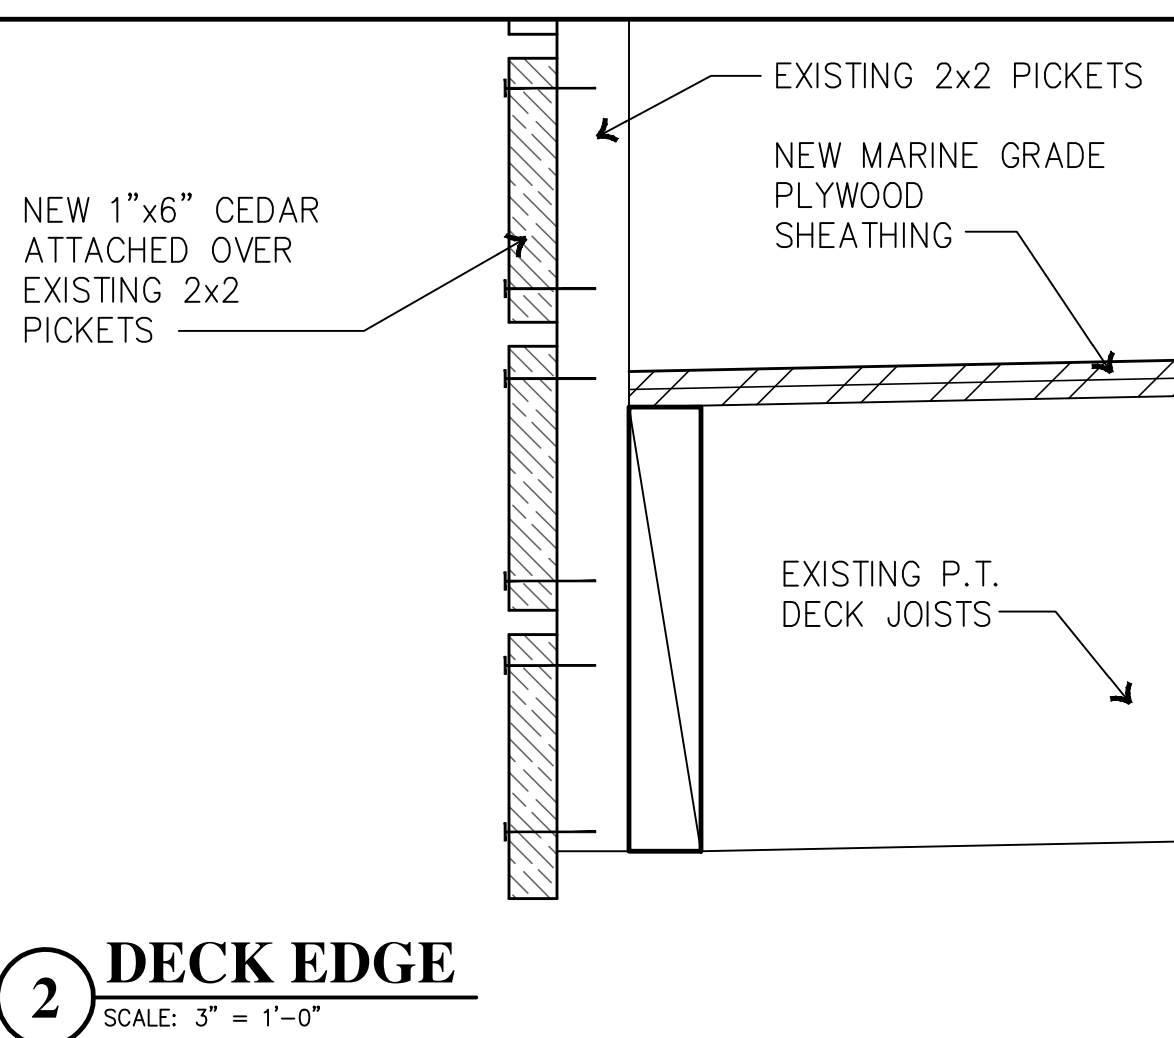 EXISTING 2x2 PICKETS
NEW MARINE GRADE
PLYWOOD
SHEATHING
NEW 1”x6” CEDAR
ATTACHED OVER
EXISTING 2x2
PICKETS
EXISTING P.T.
DECK JOISTS
2
DECK EDGE
SCALE: 3” = 1’-0”